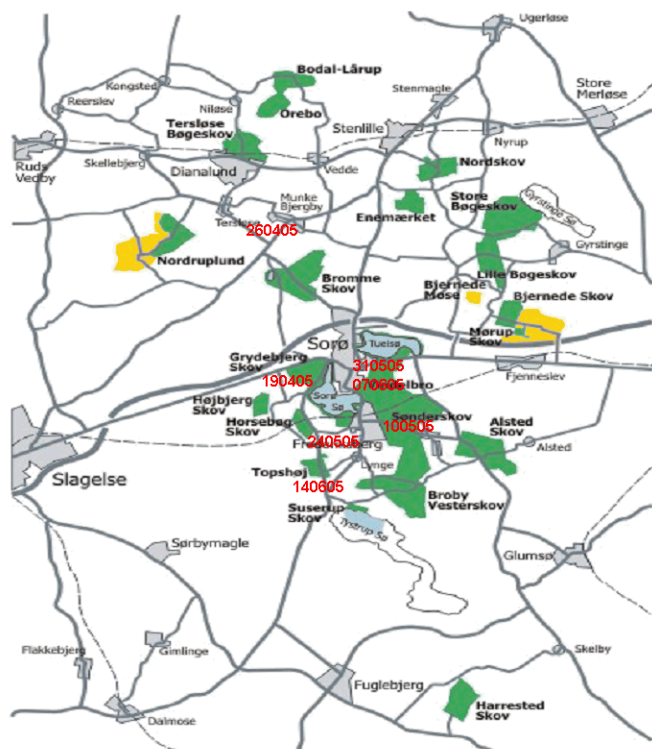 Ugerløse
Bodal-Lårup
Kongsted
Reerslev
Niløse
Orebo
Stenmagle
Store
Merløse
Tersløse
Bøgeskov
Stenlille
Nyrup
Ruds
Vedby
Skellebjerg
Dianalund
Vedde
Nordskov
Munke
Bjergby
Tersløse
260405
Enemærket
Store
Bøgeskov
Gyrstinge Sø
Gyrstinge
Nordruplund
Bromme
Skov
Lille Bøgeskov
Bjernede
Mose
Bjernede Skov
Mørup
Skov
Sorø
Tuelsø
Grydebjerg
Skov
310505
190405
070605
elbro
Fjenneslev
Sorø
Sø
Højbjerg
Skov
Horsebøg
Skov
Sønderskov
100505
Alsted
Skov
Alsted
240505
Fr
berg
Slagelse
Topshøj
Lynge
140605
Broby
Vesterskov
Suserup
Skov
Tystrup Sø
Sørbymagle
Glumsø
Flakkebjerg
Gimlinge
Skelby
Fuglebjerg
Dalmose
Harrested
Skov